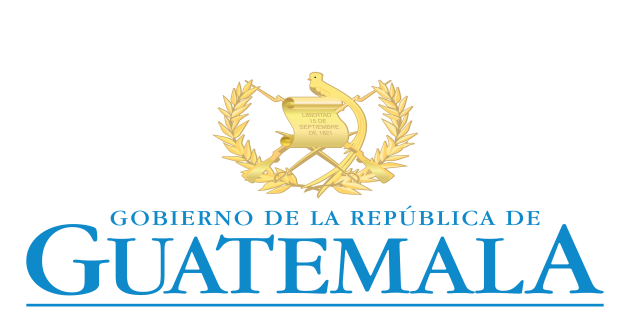 LIBERTAD
15 DE
SEPTIEMBRE
DE 1821
GOBIERNO DE LA REPÚBLICA DE
GUATEMALA